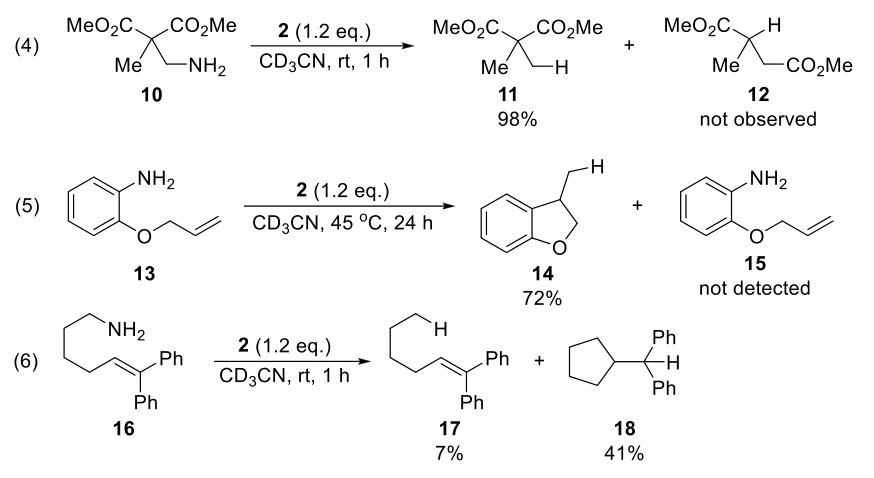 (4) MeO₂C CO₂Me Me NH₂ 2 (1.2 eq.) CD₃CN, rt, 1 h MeO₂C CO₂Me Me H + MeO₂C H Me CO₂Me
10 11 12
98% not observed
(5) NH₂ O 2 (1.2 eq.) CD₃CN, 45 °C, 24 h H O + NH₂ O
13 14 15
72% not detected
(6) NH₂ Ph Ph 2 (1.2 eq.) CD₃CN, rt, 1 h H Ph Ph + Ph H Ph
16 17 18
7% 41%